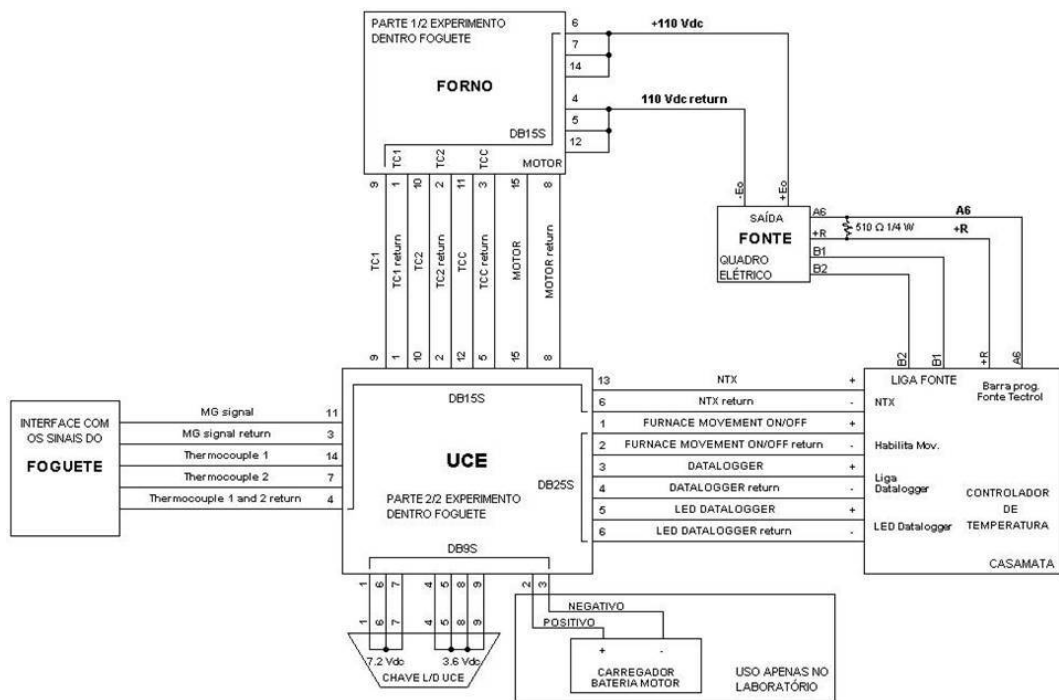 PARTE 1/2 EXPERIMENTO
DENTRO FOGUETE
FORNO
DB15S
TC1
TC2
TCC
MOTOR
6
7
14
4
5
12
+110 Vdc
110 Vdc return
9
1
10
2
11
3
15
8
TC1
TC1 return
TC2
TC2 return
TCC
TCC return
MOTOR
MOTOR return
9
1
10
2
12
5
15
8
-Eo
+Eo
SAÍDA
FONTE
QUADRO
ELÉTRICO
A6
+R
B1
B2
510 Ω 1/4 W
A6
+R
B2
B1
+R
A6
INTERFACE COM
OS SINAIS DO
FOGUETE
MG signal 11
MG signal return 3
Thermocouple 1 14
Thermocouple 2 7
Thermocouple 1 and 2 return 4
DB15S
UCE
DB25S
PARTE 2/2 EXPERIMENTO
DENTRO FOGUETE
DB9S
13 NTX +
6 NTX return -
1 FURNACE MOVEMENT ON/OFF +
2 FURNACE MOVEMENT ON/OFF return -
3 DATALOGGER +
4 DATALOGGER return -
5 LED DATALOGGER +
6 LED DATALOGGER return -
LIGA FONTE
Barra prog.
Fonte Tectrol
NTX
Habilita Mov.
Liga
Datalogger
LED Datalogger
CONTROLADOR
DE
TEMPERATURA
CASAMATA
1
6
7
4
5
8
9
2
3
1
6
7
4
5
8
9
7.2 Vdc
3.6 Vdc
CHAVE L/D UCE
NEGATIVO
POSITIVO
+ -
CARREGADOR
BATERIA MOTOR
USO APENAS NO
LABORATÓRIO